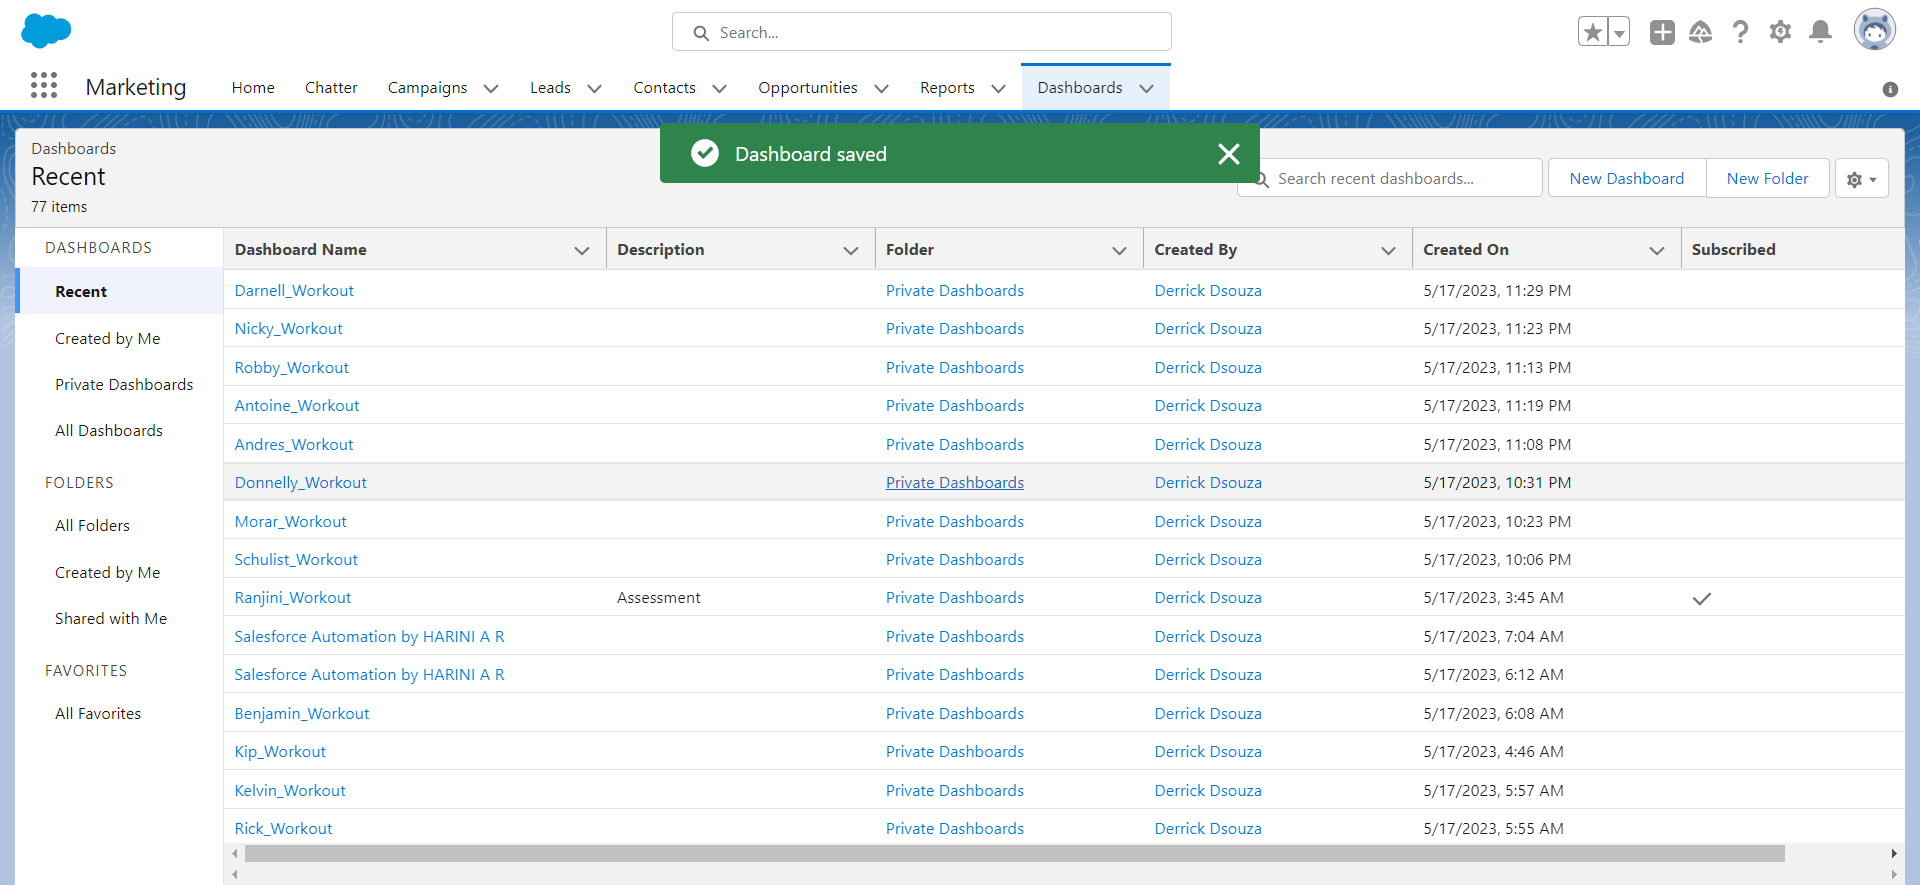 Search...
Marketing
Home
Chatter
Campaigns
Leads
Contacts
Opportunities
Reports
Dashboards
Dashboards
Recent
77 items
Dashboard saved
Search recent dashboards...
New Dashboard
New Folder
DASHBOARDS
Recent
Created by Me
Private Dashboards
All Dashboards
FOLDERS
All Folders
Created by Me
Shared with Me
FAVORITES
All Favorites
Dashboard Name Description Folder Created By Created On Subscribed
Darnell_Workout Private Dashboards Derrick Dsouza 5/17/2023, 11:29 PM
Nicky_Workout Private Dashboards Derrick Dsouza 5/17/2023, 11:23 PM
Robby_Workout Private Dashboards Derrick Dsouza 5/17/2023, 11:13 PM
Antoine_Workout Private Dashboards Derrick Dsouza 5/17/2023, 11:19 PM
Andres_Workout Private Dashboards Derrick Dsouza 5/17/2023, 11:08 PM
Donnelly_Workout Private Dashboards Derrick Dsouza 5/17/2023, 10:31 PM
Morar_Workout Private Dashboards Derrick Dsouza 5/17/2023, 10:23 PM
Schulist_Workout Private Dashboards Derrick Dsouza 5/17/2023, 10:06 PM
Ranjini_Workout Assessment Private Dashboards Derrick Dsouza 5/17/2023, 3:45 AM
Salesforce Automation by HARINI A R Private Dashboards Derrick Dsouza 5/17/2023, 7:04 AM
Salesforce Automation by HARINI A R Private Dashboards Derrick Dsouza 5/17/2023, 6:12 AM
Benjamin_Workout Private Dashboards Derrick Dsouza 5/17/2023, 6:08 AM
Kip_Workout Private Dashboards Derrick Dsouza 5/17/2023, 4:46 AM
Kelvin_Workout Private Dashboards Derrick Dsouza 5/17/2023, 5:57 AM
Rick_Workout Private Dashboards Derrick Dsouza 5/17/2023, 5:55 AM